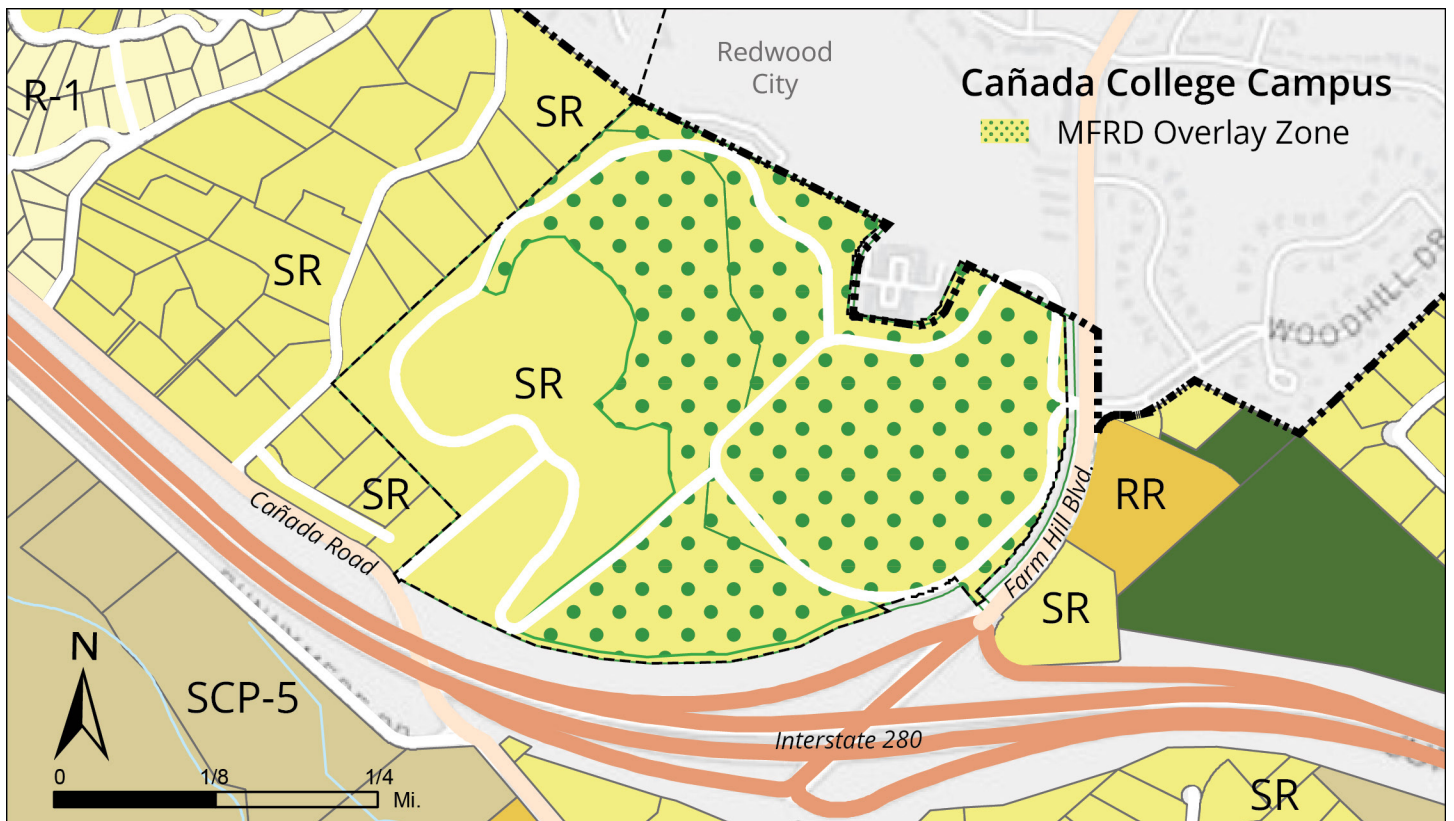 Redwood
City
Cañada College Campus
MFRD Overlay Zone
R-1
SR
SR
SR
SR
WOODHILL DR
RR
Cañada Road
Farm Hill Blvd.
SR
SCP-5
Interstate 280
SR
N
0 1/8 1/4
Mi.